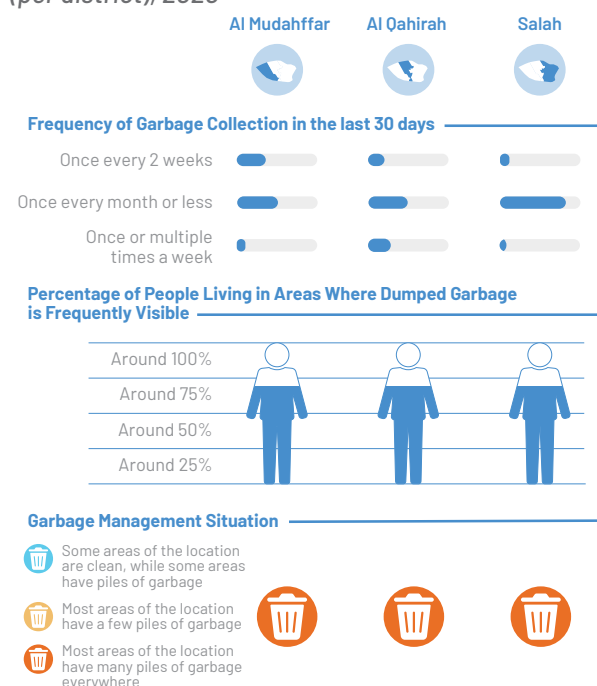 Al Mudahffar
Al Qahirah
Salah
Frequency of Garbage Collection in the last 30 days
Once every 2 weeks
Once every month or less
Once or multiple
times a week
Percentage of People Living in Areas Where Dumped Garbage
is Frequently Visible
Around 100%
Around 75%
Around 50%
Around 25%
Garbage Management Situation
Some areas of the location
are clean, while some areas
have piles of garbage
Most areas of the location
have a few piles of garbage
Most areas of the location
have many piles of garbage
everywhere